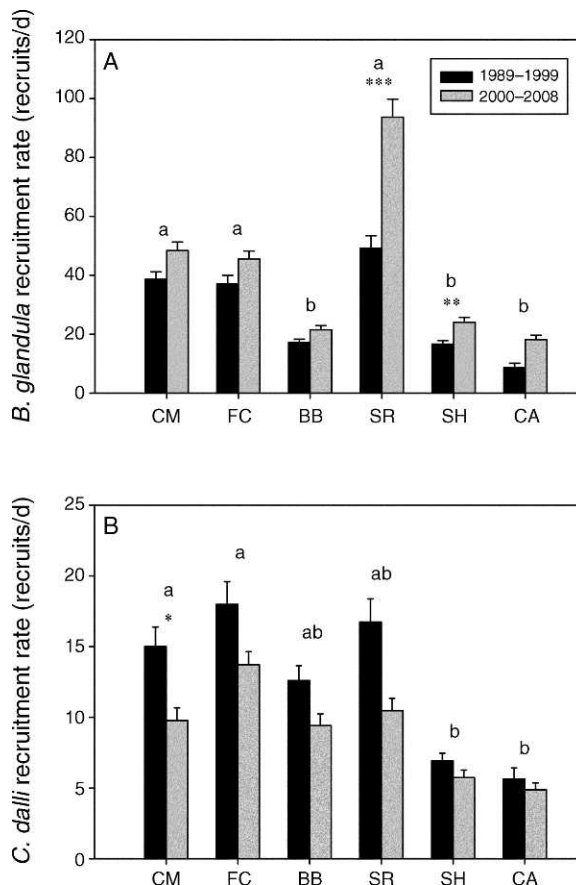 B. glandula recruitment rate (recruits/d)
120
100
80
60
40
20
0
A
1989–1999
2000–2008
a
a
b
a
***
b
**
b
CM FC BB SR SH CA
C. dalli recruitment rate (recruits/d)
25
20
15
10
5
0
B
a
*
a
ab
ab
b
b
CM FC BB SR SH CA